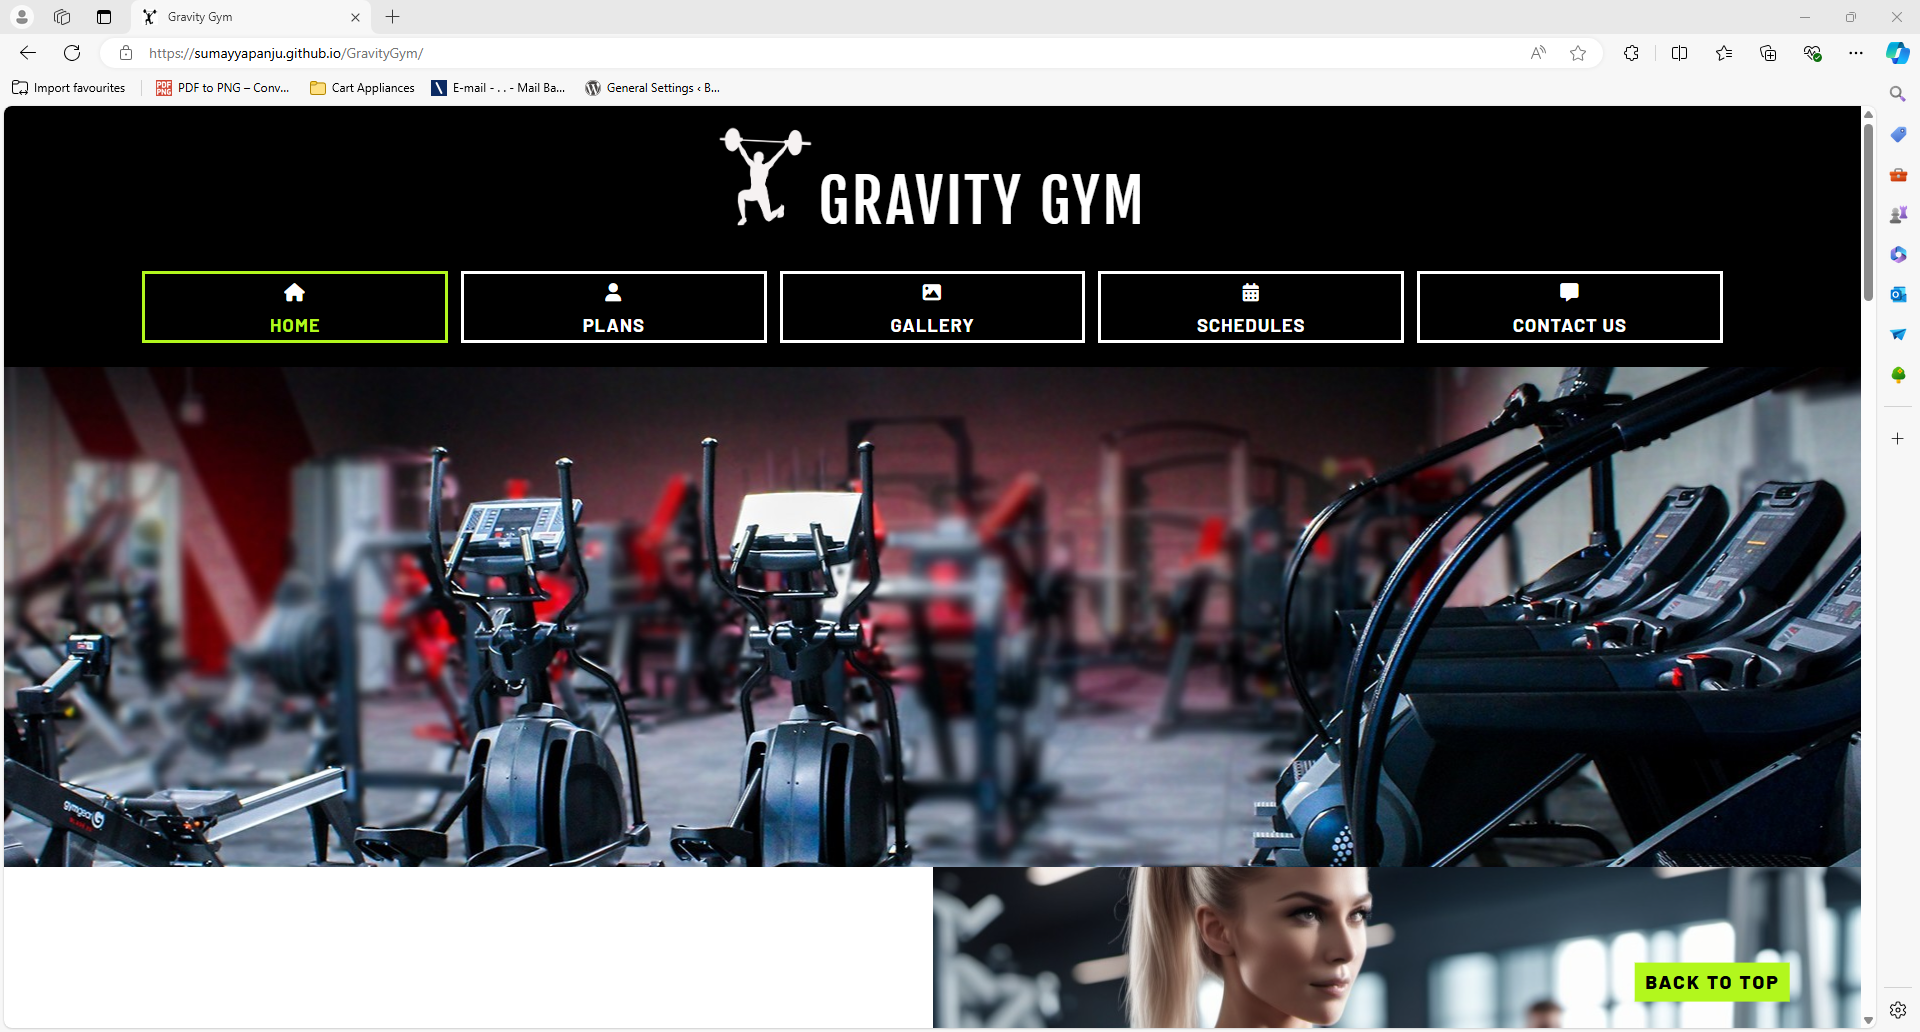 Gravity Gym
https://sumayyapanju.github.io/GravityGym/
Import favourites
PDF to PNG – Conv...
Cart Appliances
E-mail - . . - Mail Ba...
General Settings ‹ B...
GRAVITY GYM
HOME
PLANS
GALLERY
SCHEDULES
CONTACT US
gymgear
BACK TO TOP